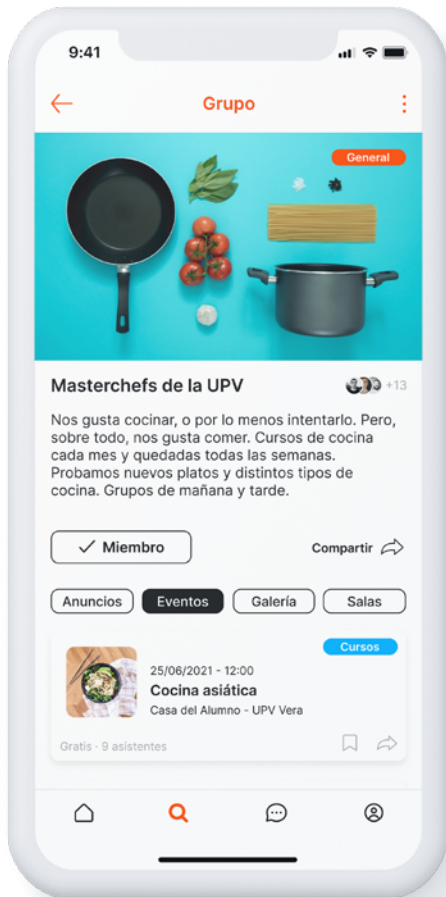 9:41
Grupo
General
Masterchefs de la UPV
+13
Nos gusta cocinar, o por lo menos intentarlo. Pero,
sobre todo, nos gusta comer. Cursos de cocina
cada mes y quedadas todas las semanas.
Probamos nuevos platos y distintos tipos de
cocina. Grupos de mañana y tarde.
Miembro
Compartir
Anuncios
Eventos
Galería
Salas
Cursos
25/06/2021 - 12:00
Cocina asiática
Casa del Alumno - UPV Vera
Gratis · 9 asistentes